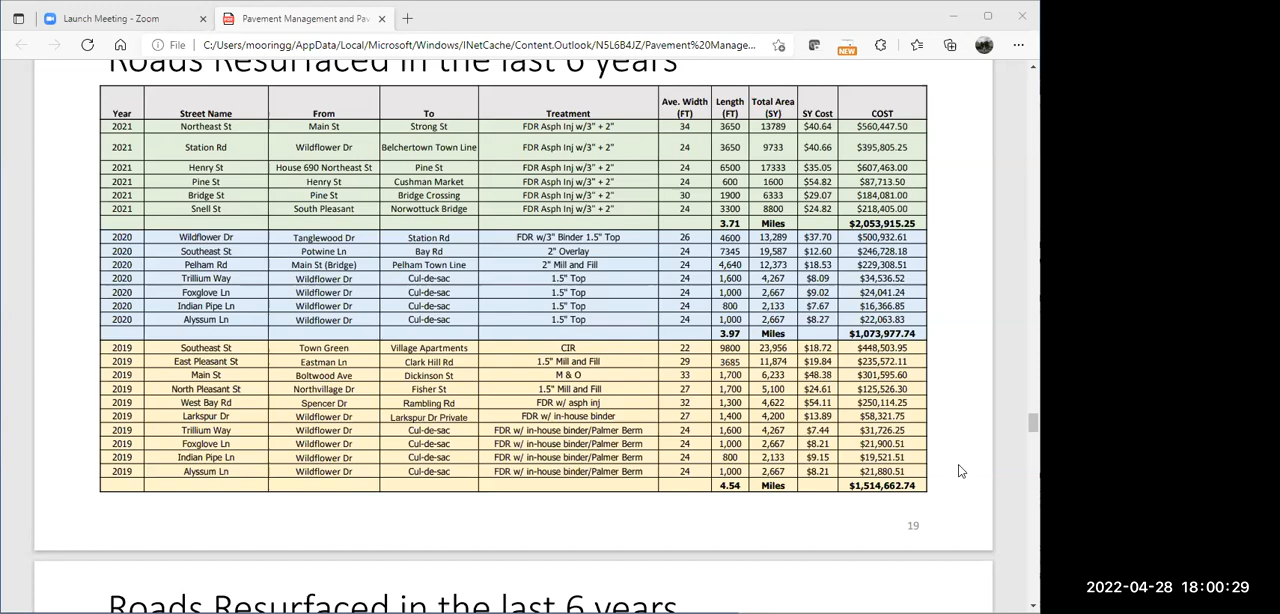 Launch Meeting - Zoom
Pavement Management and Pav
File C:/Users/mooringg/AppData/Local/Microsoft/Windows/INetCache/Content.Outlook/N5L6B4JZ/Pavement%20Manage...
NEW
Roads Resurfaced in the last 6 years
Year Street Name From To Treatment Ave. Width (FT) Length (FT) Total Area (SY) SY Cost COST
2021 Northeast St Main St Strong St FDR Asph Inj w/3" + 2" 34 3650 13789 $40.64 $560,447.50
2021 Station Rd Wildflower Dr Belchertown Town Line FDR Asph Inj w/3" + 2" 24 3650 9733 $40.66 $395,805.25
2021 Henry St House 690 Northeast St Pine St FDR Asph Inj w/3" + 2" 24 6500 17333 $35.05 $607,463.00
2021 Pine St Henry St Cushman Market FDR Asph Inj w/3" + 2" 24 600 1600 $54.82 $87,713.50
2021 Bridge St Pine St Bridge Crossing FDR Asph Inj w/3" + 2" 30 1900 6333 $29.07 $184,081.00
2021 Snell St South Pleasant Norwottuck Bridge FDR Asph Inj w/3" + 2" 24 3300 8800 $24.82 $218,405.00
3.71 Miles $2,053,915.25
2020 Wildflower Dr Tanglewood Dr Station Rd FDR w/3" Binder 1.5" Top 26 4600 13,289 $37.70 $500,932.61
2020 Southeast St Potwine Ln Bay Rd 2" Overlay 24 7345 19,587 $12.60 $246,728.18
2020 Pelham Rd Main St (Bridge) Pelham Town Line 2" Mill and Fill 24 4,640 12,373 $18.53 $229,308.51
2020 Trillium Way Wildflower Dr Cul-de-sac 1.5" Top 24 1,600 4,267 $8.09 $34,536.52
2020 Foxglove Ln Wildflower Dr Cul-de-sac 1.5" Top 24 1,000 2,667 $9.02 $24,041.24
2020 Indian Pipe Ln Wildflower Dr Cul-de-sac 1.5" Top 24 800 2,133 $7.67 $16,366.85
2020 Alyssum Ln Wildflower Dr Cul-de-sac 1.5" Top 24 1,000 2,667 $8.27 $22,063.83
3.97 Miles $1,073,977.74
2019 Southeast St Town Green Village Apartments CIR 22 9800 23,956 $18.72 $448,503.95
2019 East Pleasant St Eastman Ln Clark Hill Rd 1.5" Mill and Fill 29 3685 11,874 $19.84 $235,572.11
2019 Main St Boltwood Ave Dickinson St M & O 33 1,700 6,233 $48.38 $301,595.60
2019 North Pleasant St Northvillage Dr Fisher St 1.5" Mill and Fill 27 1,700 5,100 $24.61 $125,526.30
2019 West Bay Rd Spencer Dr Rambling Rd FDR w/ asph inj 32 1,300 4,622 $54.11 $250,114.25
2019 Larkspur Dr Wildflower Dr Larkspur Dr Private FDR w/ in-house binder 27 1,400 4,200 $13.89 $58,321.75
2019 Trillium Way Wildflower Dr Cul-de-sac FDR w/ in-house binder/Palmer Berm 24 1,600 4,267 $7.44 $31,726.25
2019 Foxglove Ln Wildflower Dr Cul-de-sac FDR w/ in-house binder/Palmer Berm 24 1,000 2,667 $8.21 $21,900.51
2019 Indian Pipe Ln Wildflower Dr Cul-de-sac FDR w/ in-house binder/Palmer Berm 24 800 2,133 $9.15 $19,521.51
2019 Alyssum Ln Wildflower Dr Cul-de-sac FDR w/ in-house binder/Palmer Berm 24 1,000 2,667 $8.21 $21,880.51
4.54 Miles $1,514,662.74
19
Roads Resurfaced in the last 6 years
2022-04-28 18:00:29